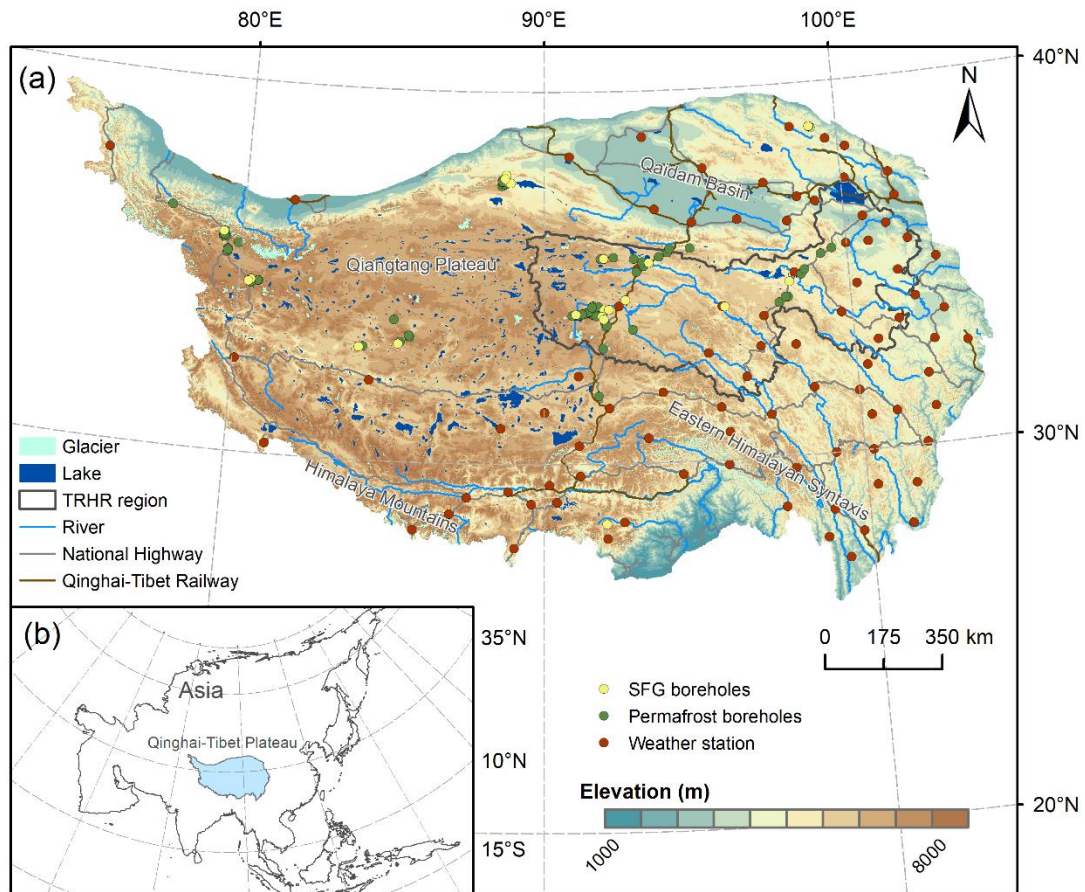 80°E
90°E
100°E
(a)
40°N
N
Qaidam Basin
Qiangtang Plateau
30°N
Eastern Himalayan Syntaxis
Himalaya Mountains
Glacier
Lake
TRHR region
River
National Highway
Qinghai-Tibet Railway
(b)
35°N
0 175 350 km
Asia
SFG boreholes
Permafrost boreholes
Weather station
Qinghai-Tibet Plateau
10°N
Elevation (m)
20°N
15°S
1000
8000